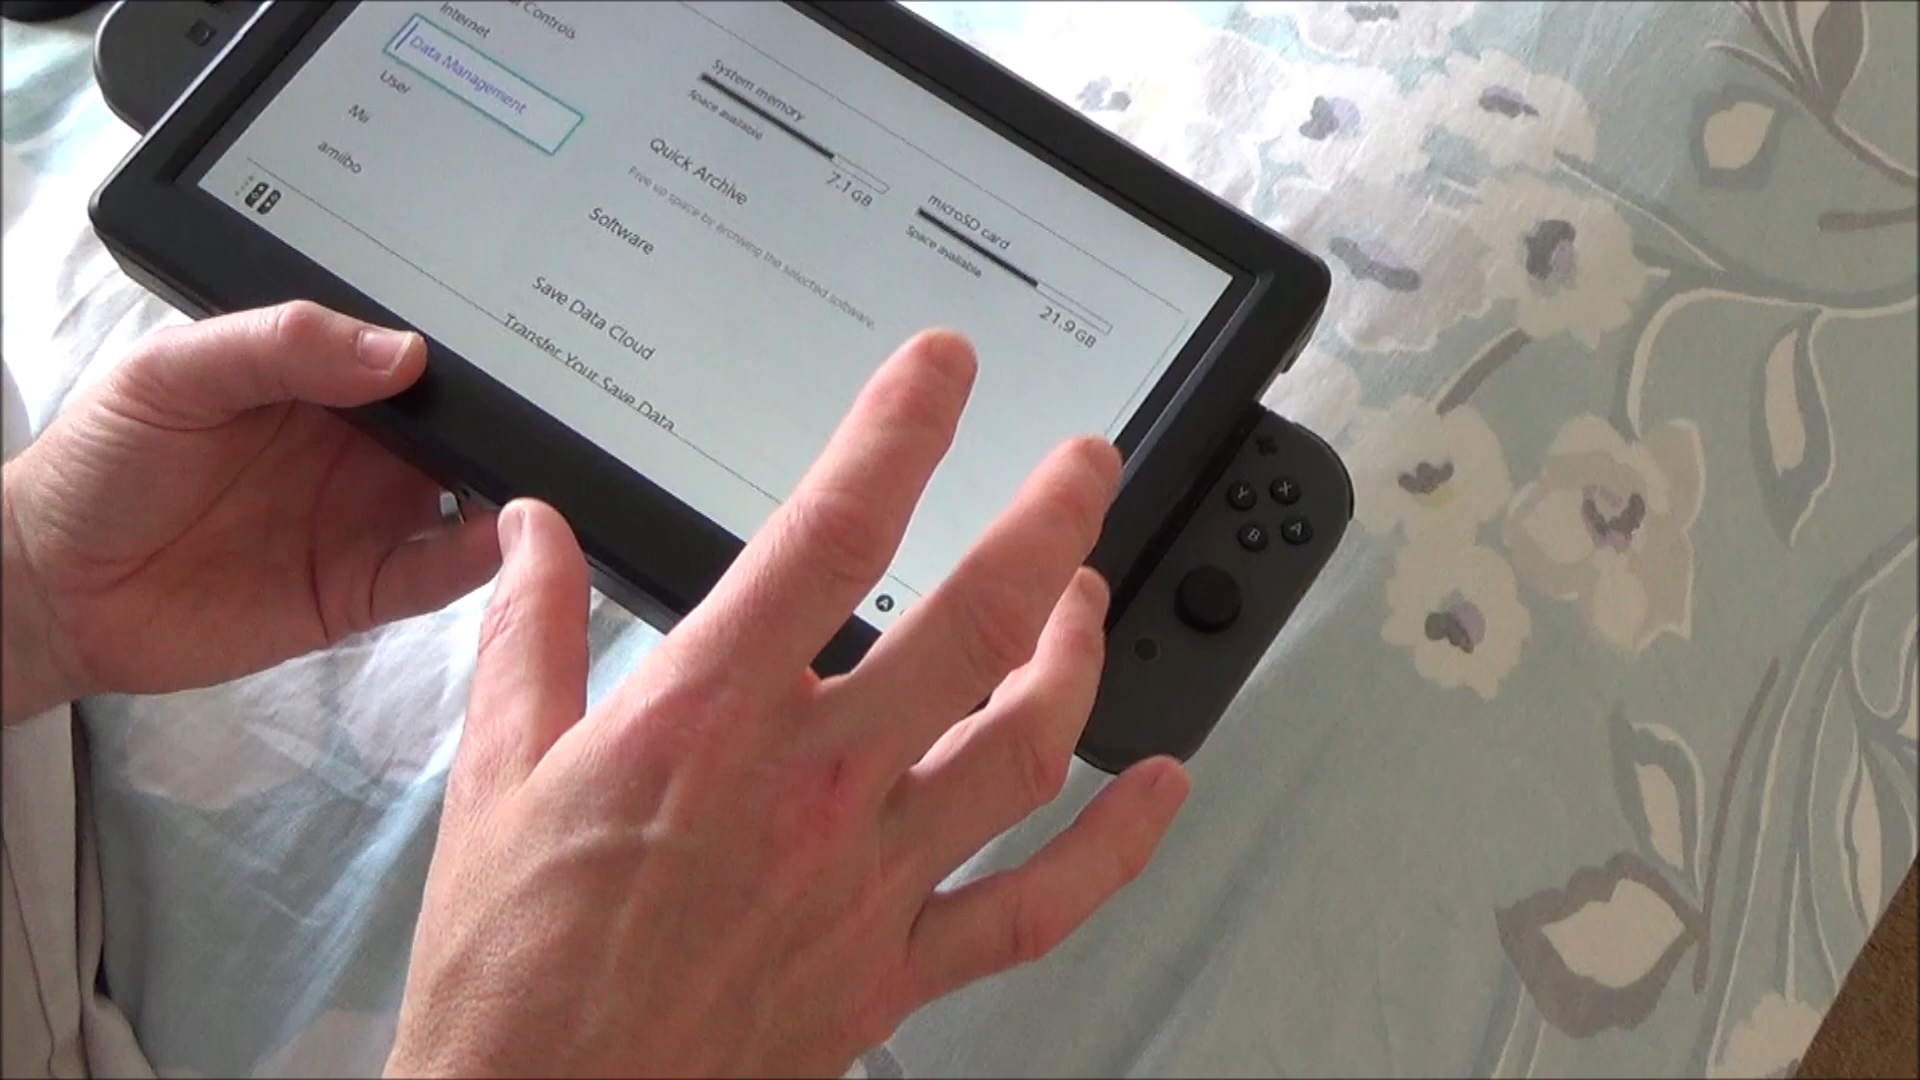 Controls
Internet
Data Management
User
Mii
amiibo
System memory
Space available
7.1 GB
microSD card
Space available
21.9 GB
Quick Archive
Free up space by archiving the selected software.
Software
Save Data Cloud
Transfer Your Save Data
A
X
Y
A
B